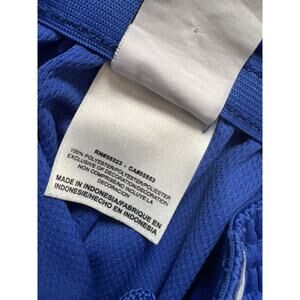 RN#56323 - CA#05553
100% POLYESTER/POLYESTER/POLIESTER
EXCLUSIVE OF DECORATION/DECORATION
NON COMPRISE/NO INCLUYE LA
DECORACIÓN
MADE IN INDONESIA/FABRIQUE EN
INDONESIE/HECHO EN INDONESIA